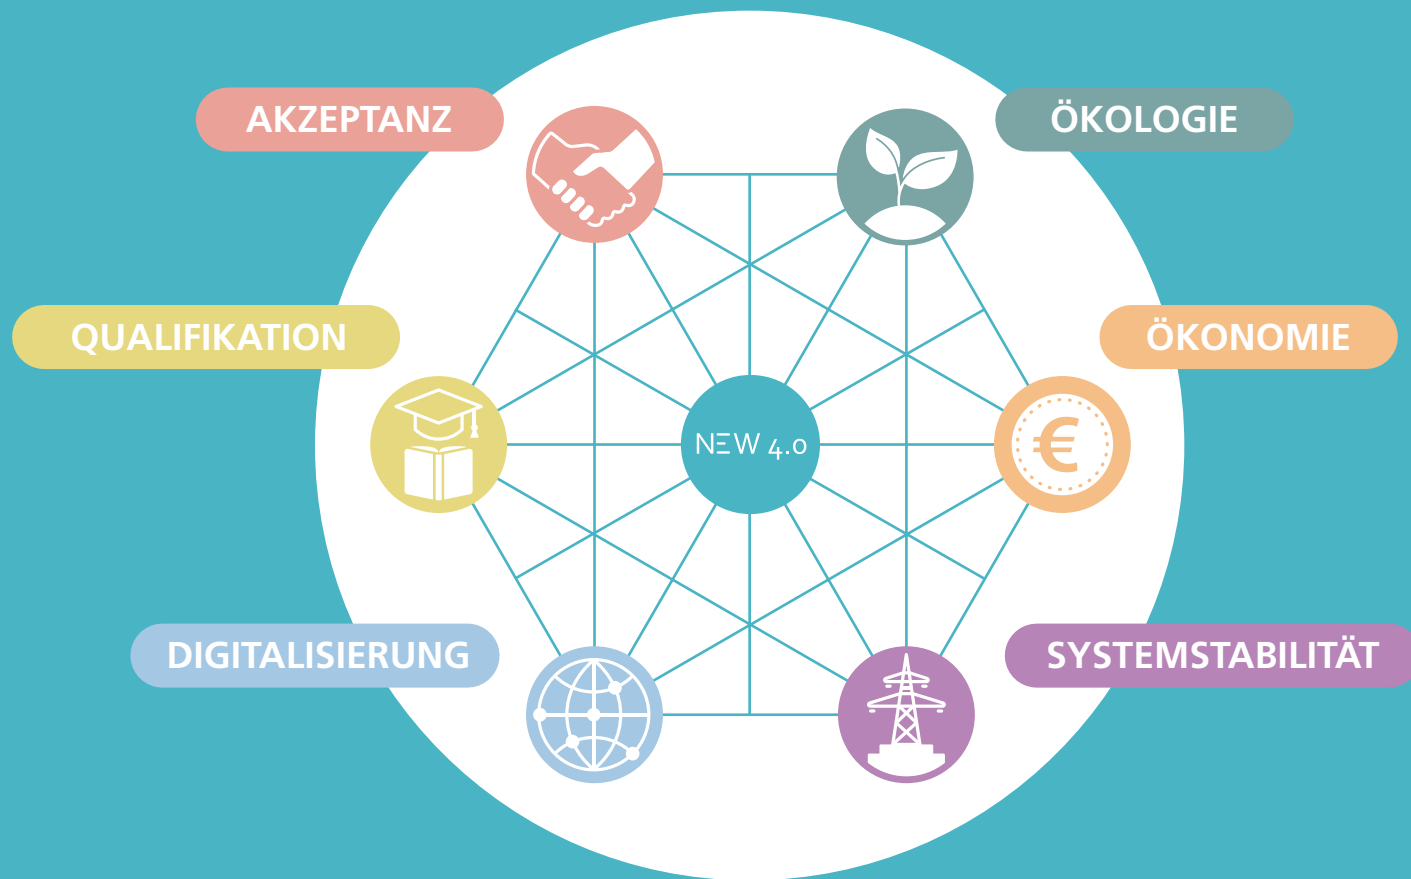 AKZEPTANZ
ÖKOLOGIE
QUALIFIKATION
ÖKONOMIE
€
NEW 4.0
DIGITALISIERUNG
SYSTEMSTABILITÄT